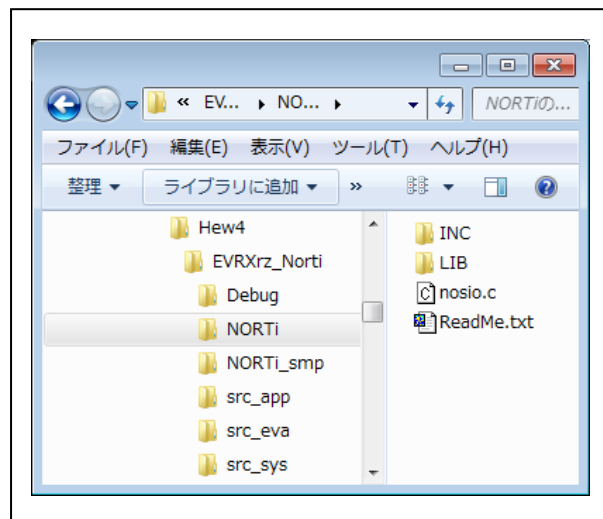 « EV... NO... NORTiの...
ファイル(F) 編集(E) 表示(V) ツール(T) ヘルプ(H)
整理 ライブラリに追加 »
Hew4
EVRXrz_Norti
Debug
NORTi
NORTi_smp
src_app
src_eva
src_sys
INC
LIB
nosio.c
ReadMe.txt